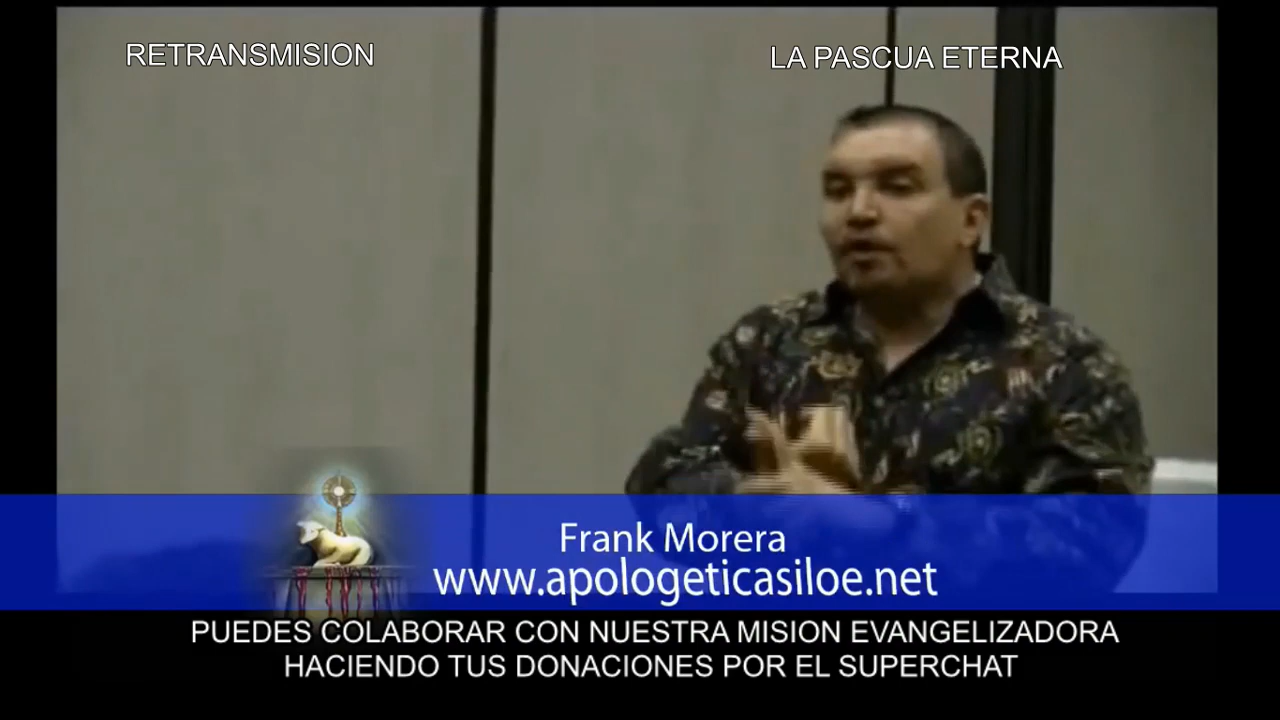 RETRANSMISION
LA PASCUA ETERNA
Frank Morera
www.apologeticasiloe.net
PUEDES COLABORAR CON NUESTRA MISION EVANGELIZADORA
HACIENDO TUS DONACIONES POR EL SUPERCHAT